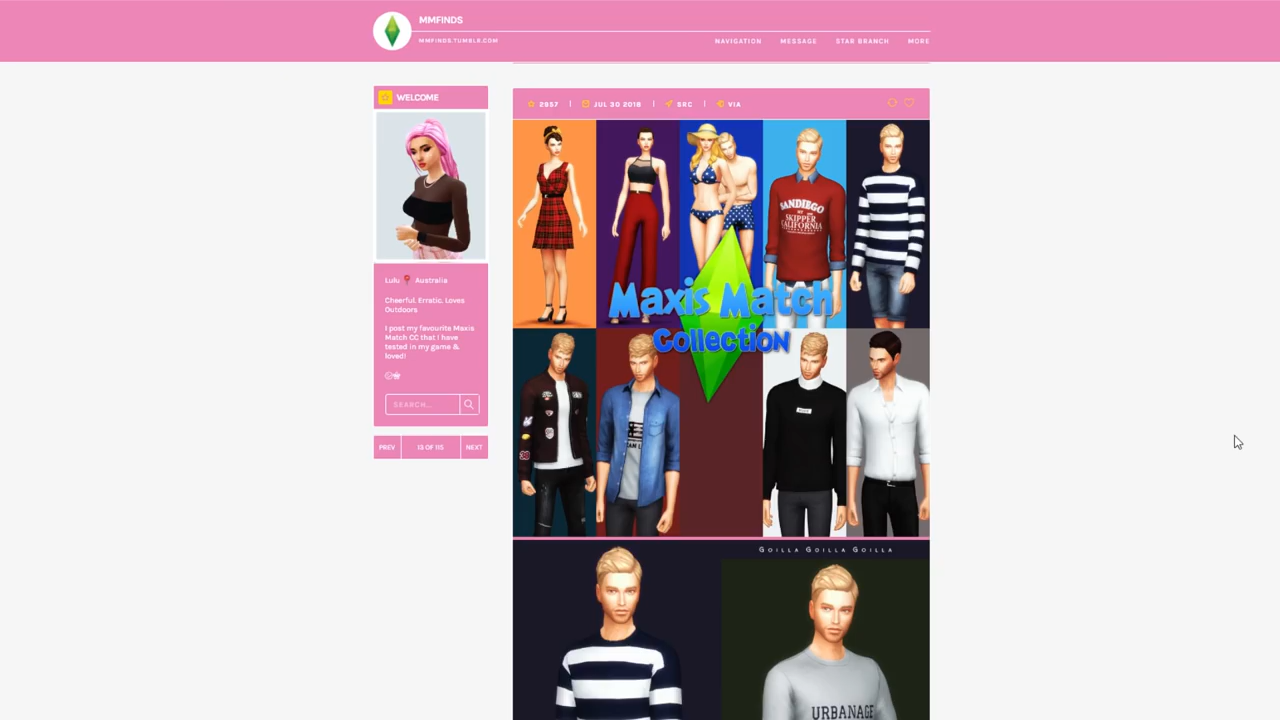 MMFINDS
MMFINDS.TUMBLR.COM
NAVIGATION MESSAGE STAR BRANCH MORE
WELCOME
Lulu Australia
Cheerful. Erratic. Loves
Outdoors
I post my favourite Maxis
Match CC that I have
tested in my game &
loved!
SEARCH...
PREV 13 OF 115 NEXT
2957 JUL 30 2018 SRC VIA
SANDIEGO
SKIPPER
CALIFORNIA
Maxis Match
Collection
GOILLA GOILLA GOILLA
URBANAGE